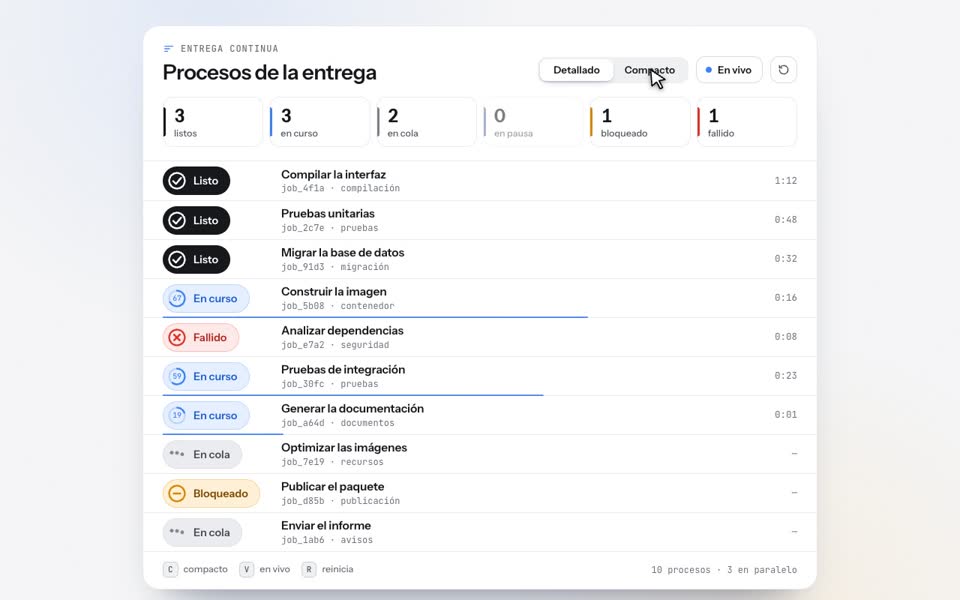 ENTREGA CONTINUA
Procesos de la entrega
Detallado
Compacto
En vivo
3
listos
3
en curso
2
en cola
0
en pausa
1
bloqueado
1
fallido
Listo
Compilar la interfaz
job_4f1a · compilación
1:12
Listo
Pruebas unitarias
job_2c7e · pruebas
0:48
Listo
Migrar la base de datos
job_91d3 · migración
0:32
67
En curso
Construir la imagen
job_5b08 · contenedor
0:16
Fallido
Analizar dependencias
job_e7a2 · seguridad
0:08
59
En curso
Pruebas de integración
job_30fc · pruebas
0:23
19
En curso
Generar la documentación
job_a64d · documentos
0:01
En cola
Optimizar las imágenes
job_7e19 · recursos
—
Bloqueado
Publicar el paquete
job_d85b · publicación
—
En cola
Enviar el informe
job_1ab6 · avisos
—
C compacto V en vivo R reinicia
10 procesos · 3 en paralelo